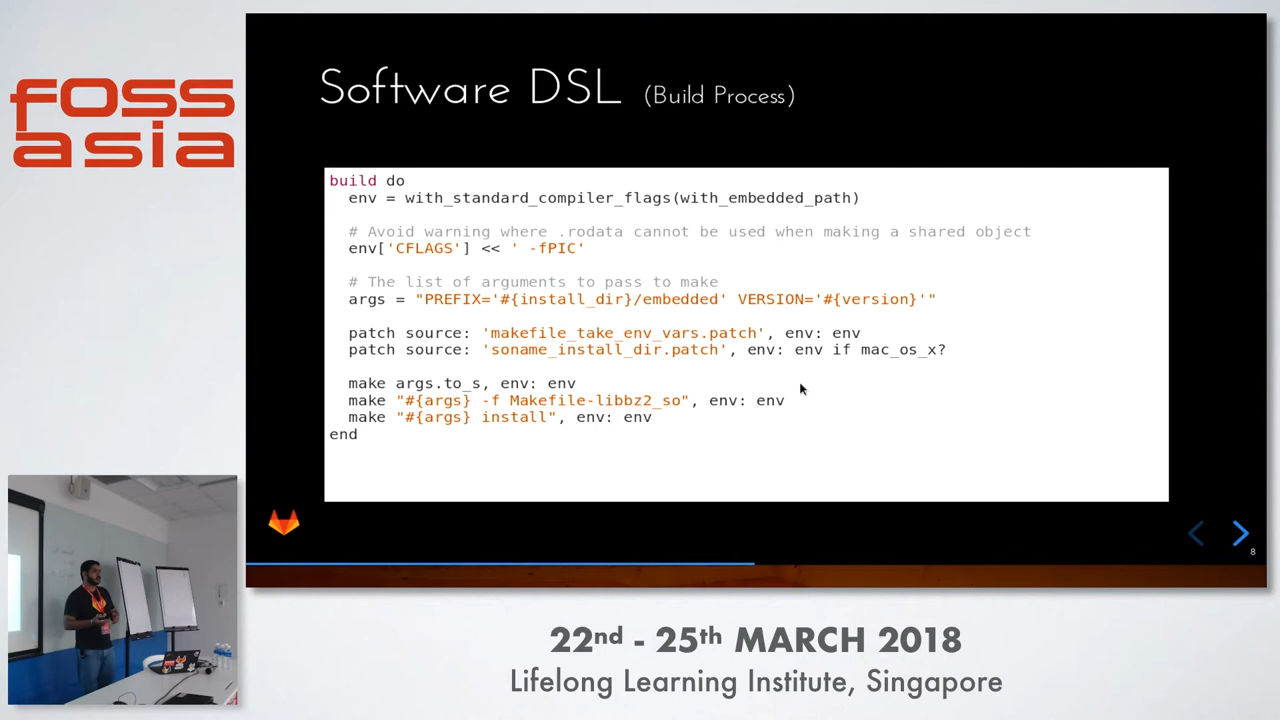 foss
asia
Software DSL (Build Process)
build do
  env = with_standard_compiler_flags(with_embedded_path)
  # Avoid warning where .rodata cannot be used when making a shared object
  env['CFLAGS'] << ' -fPIC'
  # The list of arguments to pass to make
  args = "PREFIX='#{install_dir}/embedded' VERSION='#{version}'"
  patch source: 'makefile_take_env_vars.patch', env: env
  patch source: 'soname_install_dir.patch', env: env if mac_os_x?
  make args.to_s, env: env
  make "#{args} -f Makefile-libbz2_so", env: env
  make "#{args} install", env: env
end
8
22nd - 25th MARCH 2018
Lifelong Learning Institute, Singapore